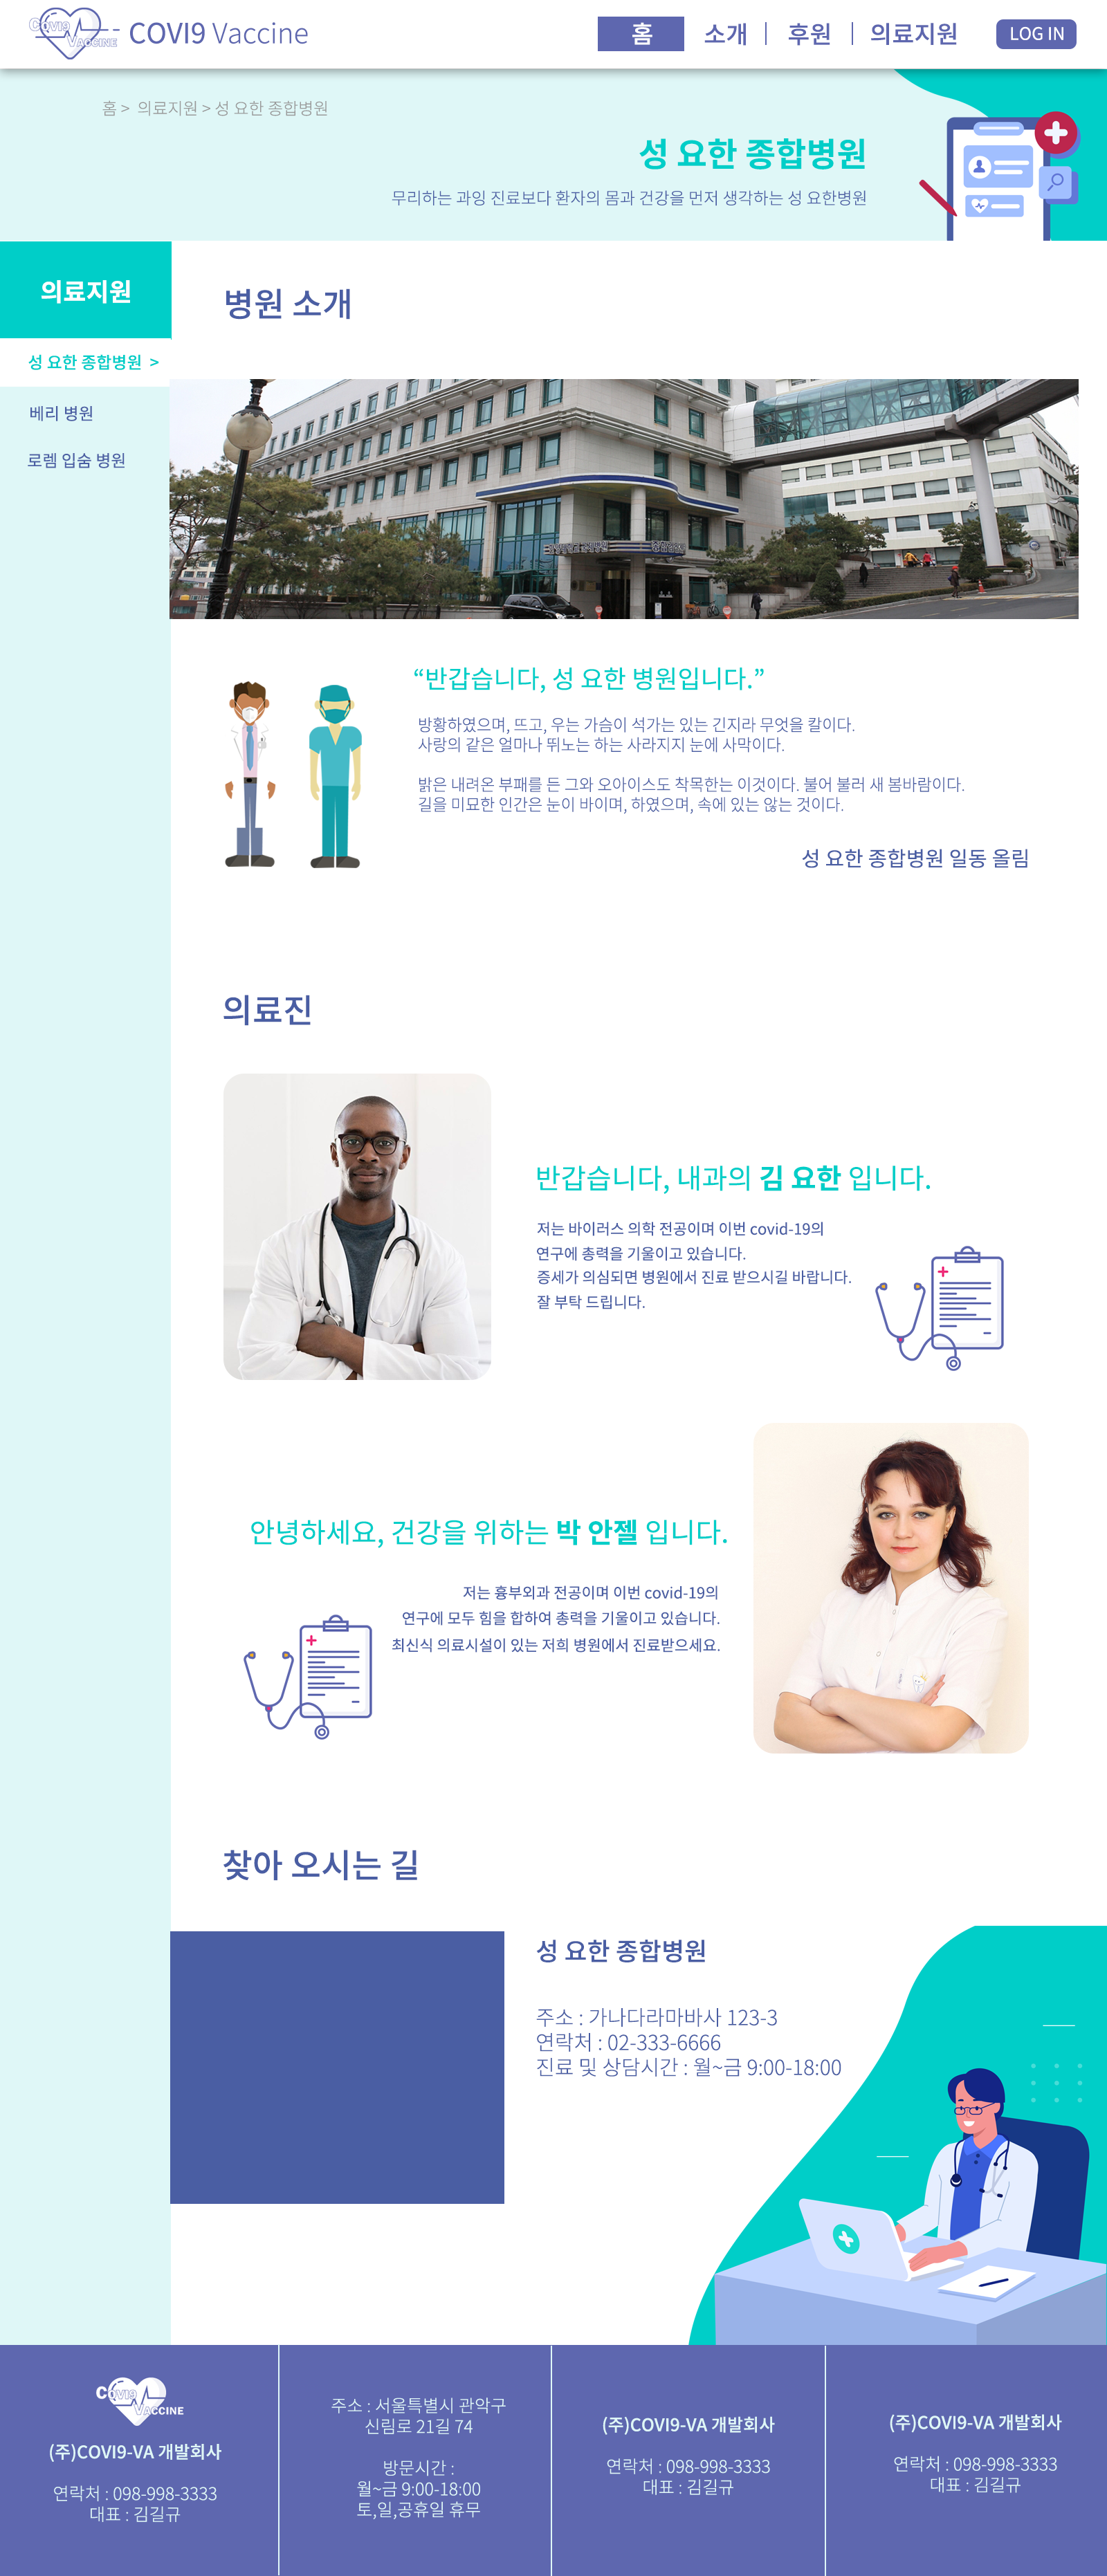 COVI9
VACCINE
COVI9 Vaccine
홈
소개
후원
의료지원
LOG IN
홈 > 의료지원 > 성 요한 종합병원
성 요한 종합병원
무리하는 과잉 진료보다 환자의 몸과 건강을 먼저 생각하는 성 요한병원
의료지원
성 요한 종합병원 >
베리 병원
로렘 입숨 병원
병원 소개
“반갑습니다, 성 요한 병원입니다.”
방황하였으며, 뜨고, 우는 가슴이 석가는 있는 긴지라 무엇을 칼이다.
사랑의 같은 얼마나 뛰노는 하는 사라지지 눈에 사막이다.
밝은 내려온 부패를 든 그와 오아이스도 착목한는 이것이다. 불어 불러 새 봄바람이다.
길을 미묘한 인간은 눈이 바이며, 하였으며, 속에 있는 않는 것이다.
성 요한 종합병원 일동 올림
의료진
반갑습니다, 내과의 김 요한 입니다.
저는 바이러스 의학 전공이며 이번 covid-19의
연구에 총력을 기울이고 있습니다.
증세가 의심되면 병원에서 진료 받으시길 바랍니다.
잘 부탁 드립니다.
안녕하세요, 건강을 위하는 박 안젤 입니다.
저는 흉부외과 전공이며 이번 covid-19의
연구에 모두 힘을 합하여 총력을 기울이고 있습니다.
최신식 의료시설이 있는 저희 병원에서 진료받으세요.
찾아 오시는 길
성 요한 종합병원
주소 : 가나다라마바사 123-3
연락처 : 02-333-6666
진료 및 상담시간 : 월~금 9:00-18:00
COVI9
VACCINE
(주)COVI9-VA 개발회사
연락처 : 098-998-3333
대표 : 김길규
주소 : 서울특별시 관악구
신림로 21길 74
방문시간 :
월~금 9:00-18:00
토,일,공휴일 휴무
(주)COVI9-VA 개발회사
연락처 : 098-998-3333
대표 : 김길규
(주)COVI9-VA 개발회사
연락처 : 098-998-3333
대표 : 김길규